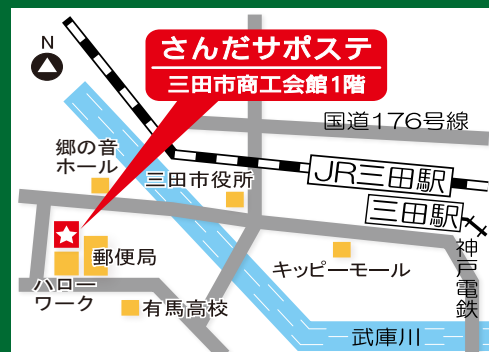 N
さんだサポステ
三田市商工会館1階
国道176号線
郷の音
ホール
三田市役所
JR三田駅
三田駅
神戸電鉄
郵便局
ハロー
ワーク
キッピーモール
有馬高校
武庫川